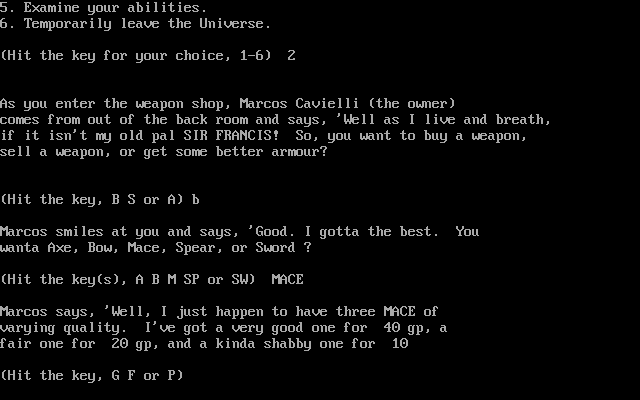 5. Examine your abilities.
6. Temporarily leave the Universe.
(Hit the key for your choice, 1-6)  2
As you enter the weapon shop, Marcos Cavielli (the owner)
comes from out of the back room and says, 'Well as I live and breath,
if it isn't my old pal SIR FRANCIS!  So, you want to buy a weapon,
sell a weapon, or get some better armour?
(Hit the key, B S or A) b
Marcos smiles at you and says, 'Good. I gotta the best.  You
wanta Axe, Bow, Mace, Spear, or Sword ?
(Hit the key(s), A B M SP or SW)  MACE
Marcos says, 'Well, I just happen to have three MACE of
varying quality.  I've got a very good one for  40 gp, a
fair one for  20 gp, and a kinda shabby one for  10
(Hit the key, G F or P)